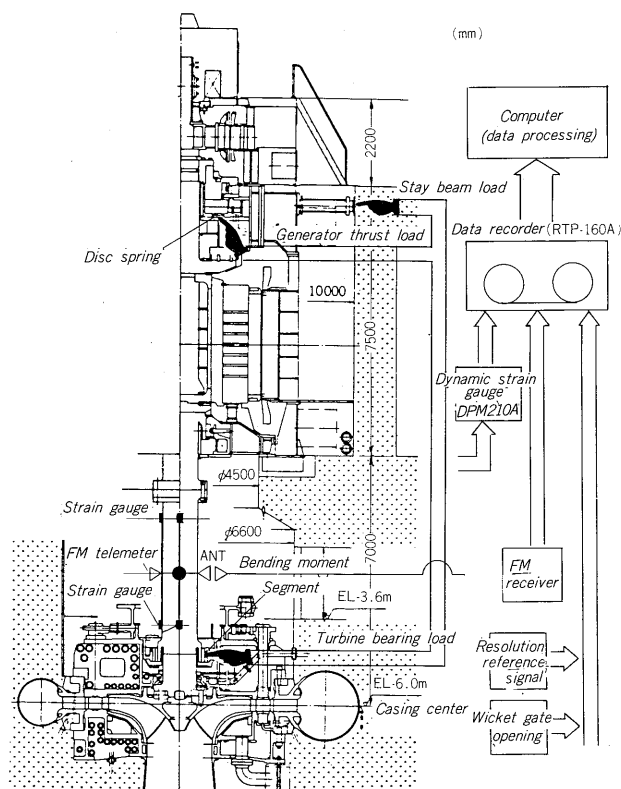 (mm)
Computer
(data processing)
2200
Stay beam load
Data recorder (RTP-160A)
Generator thrust load
Disc spring
10000
7500
Dynamic strain
gauge
DPM210A
φ4500
Strain gauge
φ6600
7000
FM telemeter
ANT
Bending moment
FM
receiver
Strain gauge
Segment
EL-3.6m
Turbine bearing load
Resolution
reference
signal
EL-6.0m
Casing center
Wicket gate
opening